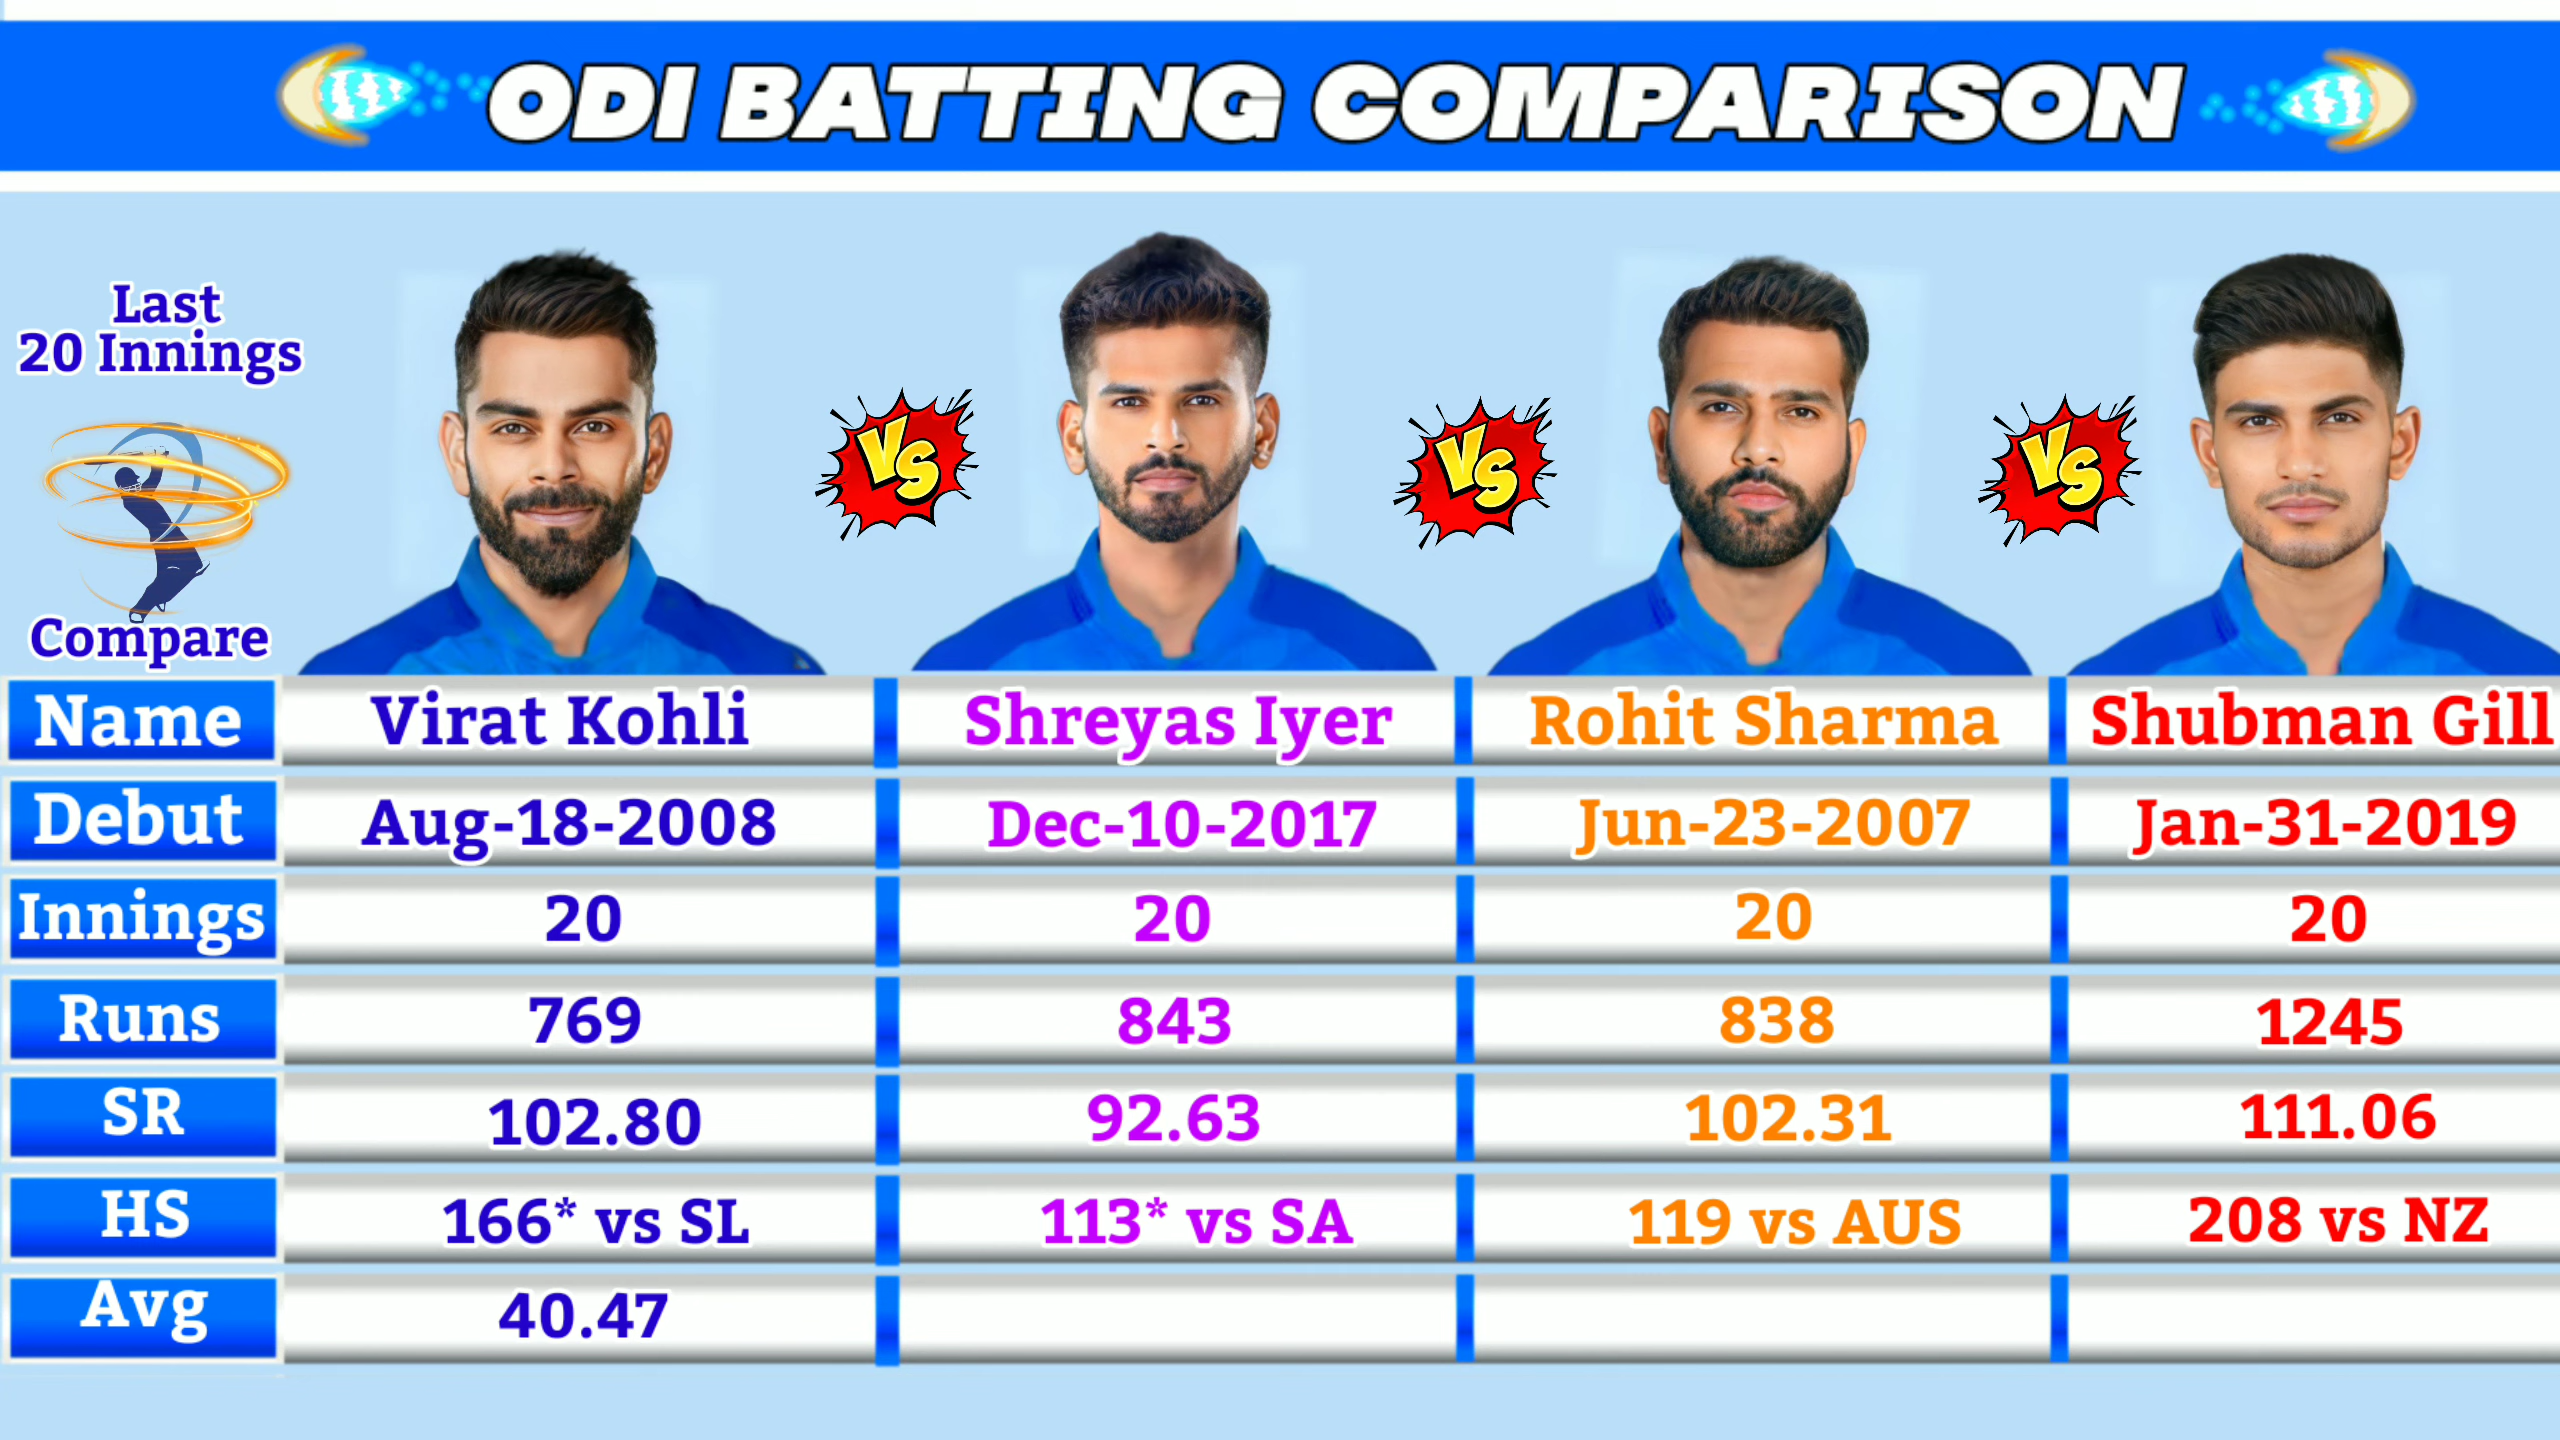 ODI BATTING COMPARISON
Last
20 Innings
Compare
VS
VS
VS
Name Virat Kohli Shreyas Iyer Rohit Sharma Shubman Gill
Debut Aug-18-2008 Dec-10-2017 Jun-23-2007 Jan-31-2019
Innings 20 20 20 20
Runs 769 843 838 1245
SR 102.80 92.63 102.31 111.06
HS 166* vs SL 113* vs SA 119 vs AUS 208 vs NZ
Avg 40.47